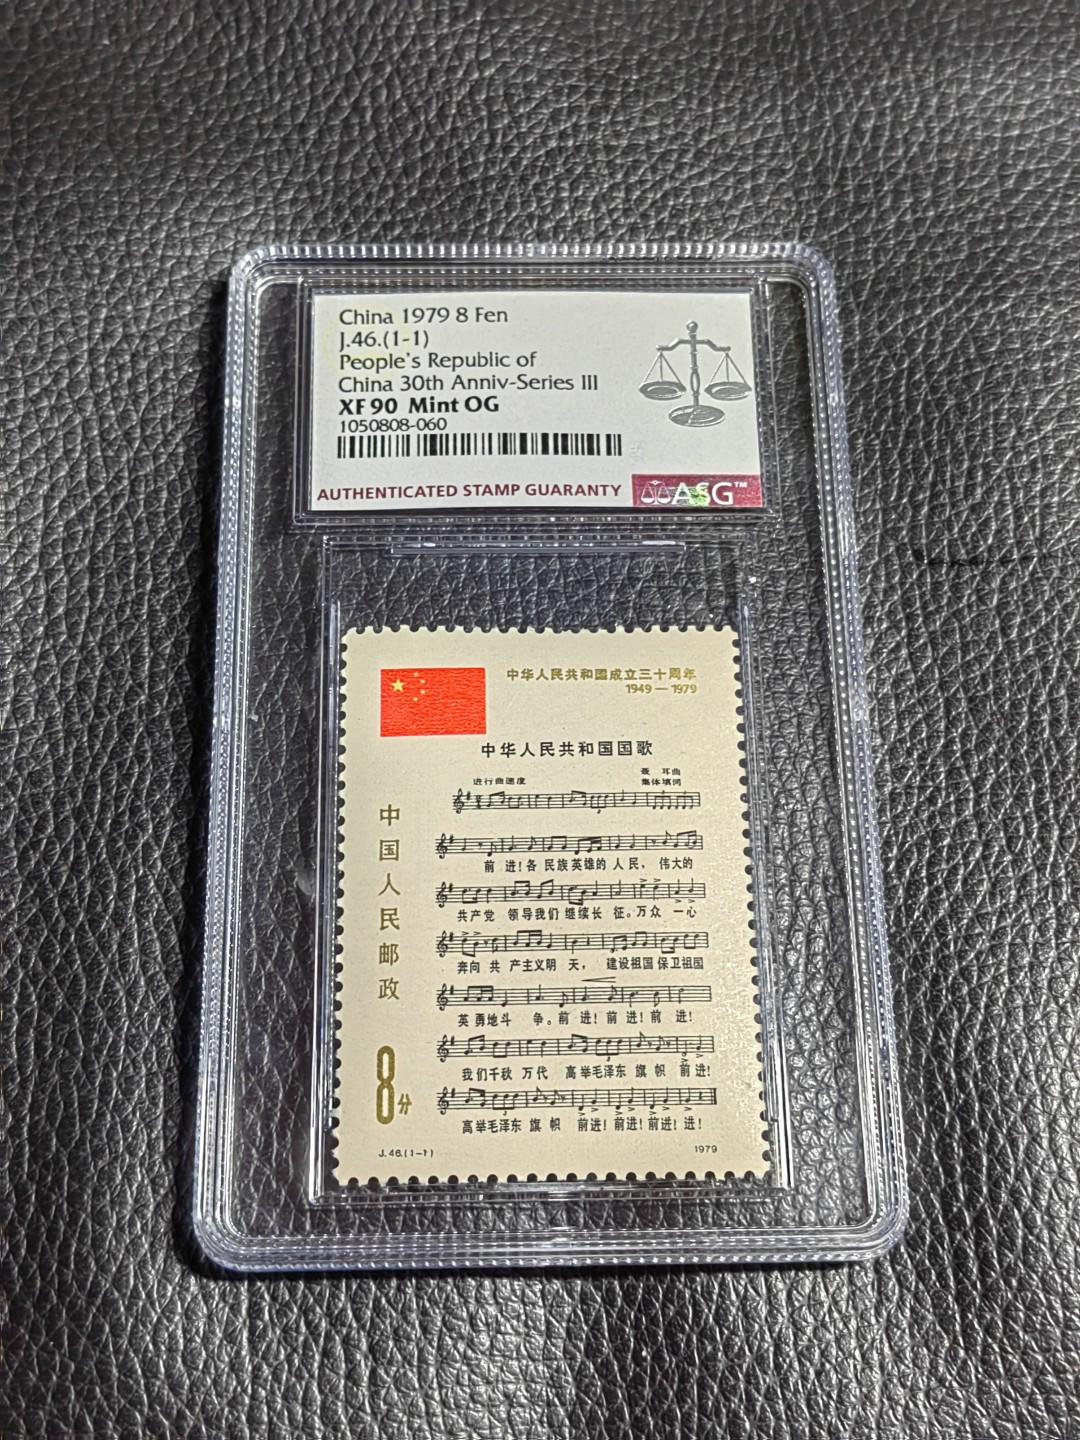 China 1979 8 Fen
J.46.(1-1)
People's Republic of
China 30th Anniv-Series III
XF 90 Mint OG
1050808-060
AUTHENTICATED STAMP GUARANTY
ASG™
中华人民共和国成立三十周年
1949—1979
中华人民共和国国歌
进行曲速度
聂 耳曲
集体填词
前 进！各 民族英雄的 人 民， 伟大的
共产党 领导我们 继续长 征。万众 一心
奔向 共 产主义明 天， 建设祖国 保卫祖国
英 勇地斗 争。前 进！前 进！前 进！
我们千秋 万代 高举毛泽东 旗 帜 前进！
高举毛泽东 旗 帜 前进！前进！前进！进！
中国人民邮政
8分
J.46.(1-1)
1979